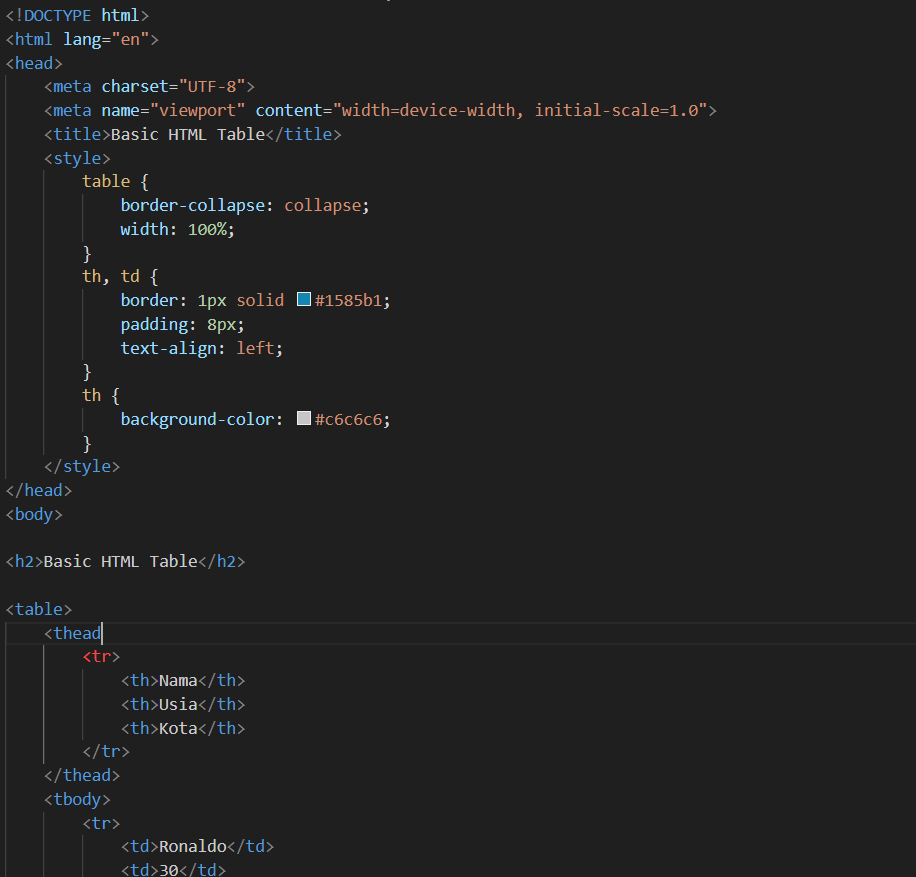 <!DOCTYPE html>
<html lang="en">
<head>
    <meta charset="UTF-8">
    <meta name="viewport" content="width=device-width, initial-scale=1.0">
    <title>Basic HTML Table</title>
    <style>
        table {
            border-collapse: collapse;
            width: 100%;
        }
        th, td {
            border: 1px solid #1585b1;
            padding: 8px;
            text-align: left;
        }
        th {
            background-color: #c6c6c6;
        }
    </style>
</head>
<body>

<h2>Basic HTML Table</h2>

<table>
    <thead
        <tr>
            <th>Nama</th>
            <th>Usia</th>
            <th>Kota</th>
        </tr>
    </thead>
    <tbody>
        <tr>
            <td>Ronaldo</td>
            <td>30</td>